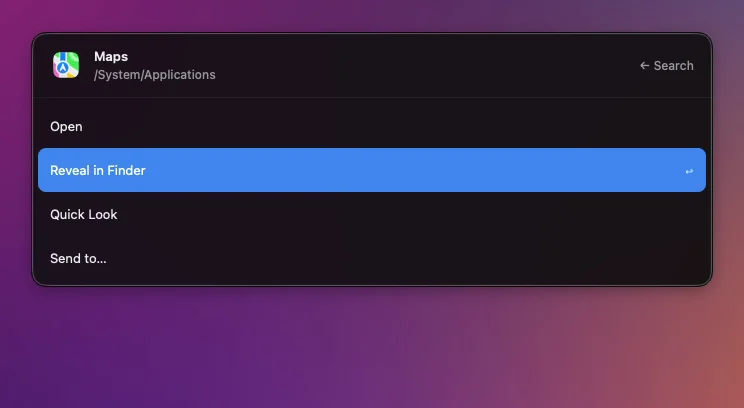 Maps
/System/Applications
← Search
Open
Reveal in Finder ↩
Quick Look
Send to...